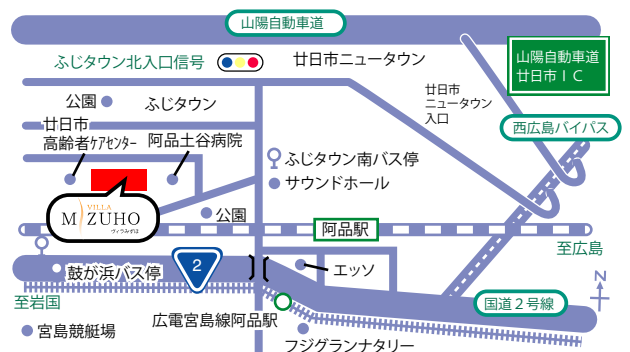 山陽自動車道
ふじタウン北入口信号
廿日市ニュータウン
山陽自動車道
廿日市ＩＣ
公園
ふじタウン
廿日市
ニュータウン
入口
西広島バイパス
廿日市
高齢者ケアセンター
阿品土谷病院
ふじタウン南バス停
サウンドホール
VILLA
MIZUHO
ヴィラみずほ
公園
阿品駅
至広島
鼓が浜バス停
2
エッソ
N
至岩国
国道２号線
宮島競艇場
広電宮島線阿品駅
フジグランナタリー